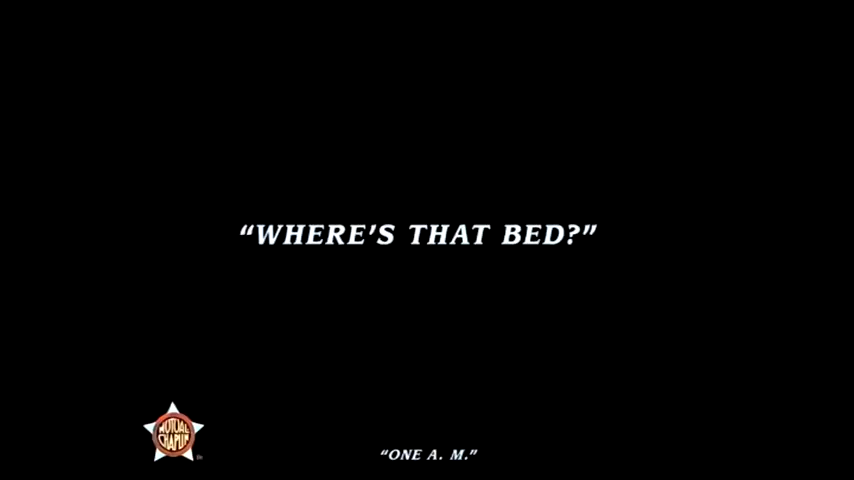 “WHERE’S THAT BED?”
MUTUAL
CHAPLIN
“ONE A. M.”